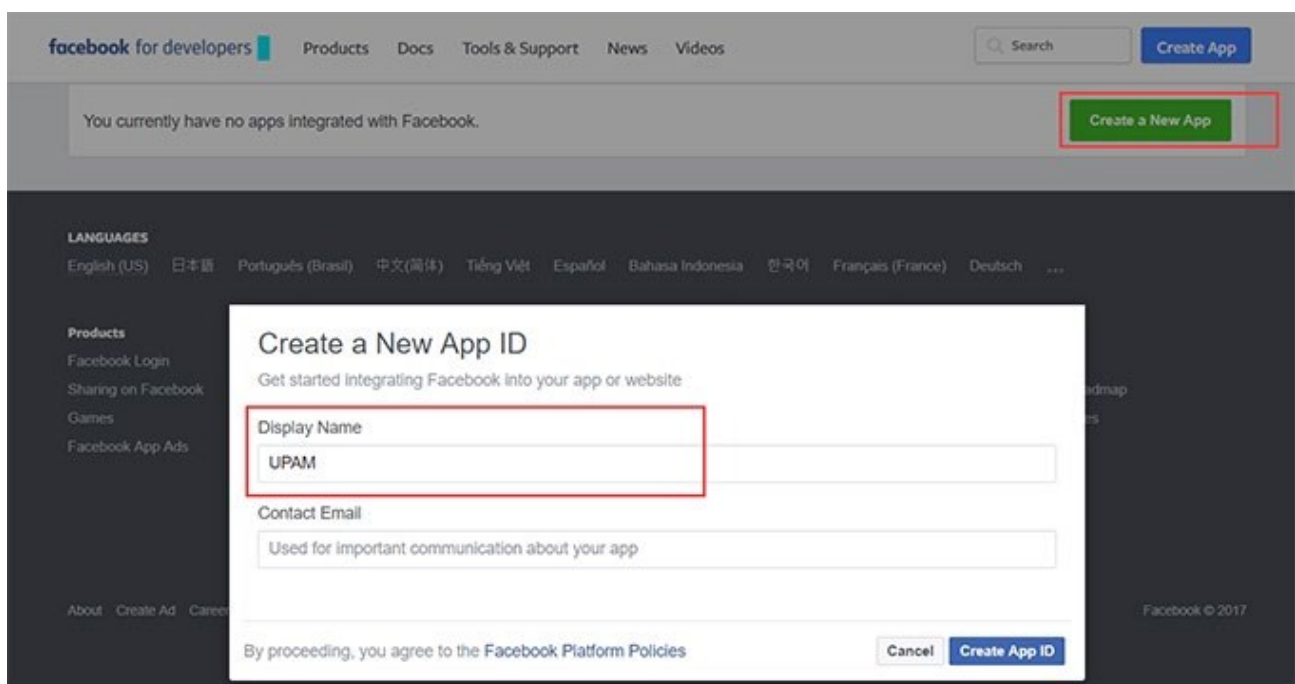 facebook for developers Products Docs Tools & Support News Videos Search Create App
You currently have no apps integrated with Facebook. Create a New App
LANGUAGES
English (US) 日本語 Português (Brasil) 中文(简体) Tiếng Việt Español Bahasa Indonesia 한국어 Français (France) Deutsch ...
Products
Facebook Login
Sharing on Facebook
Games
Facebook App Ads
Create a New App ID
Get started integrating Facebook into your app or website
Display Name
UPAM
Contact Email
Used for important communication about your app
By proceeding, you agree to the Facebook Platform Policies Cancel Create App ID
About Create Ad
Facebook © 2017